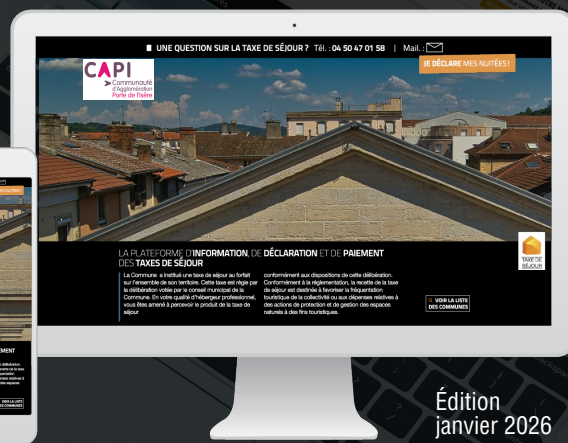 UNE QUESTION SUR LA TAXE DE SÉJOUR ? Tél. : 04 50 47 01 58 | Mail. :
JE DÉCLARE MES NUITÉES !
CAPI
Communauté
d'Agglomération
Porte de l'Isère
TAXE DE
SÉJOUR
LA PLATEFORME D'INFORMATION, DE DÉCLARATION ET DE PAIEMENT
DES TAXES DE SÉJOUR
La Commune a institué une taxe de séjour au forfait
sur l'ensemble de son territoire. Cette taxe est régie par
la délibération votée par le conseil municipal de la
Commune. En votre qualité d'hébergeur professionnel,
vous êtes amené à percevoir le produit de la taxe de
séjour
conformément aux dispositions de cette délibération.
Conformément à la réglementation, la recette de la taxe
de séjour est destinée à favoriser la fréquentation
touristique de la collectivité ou aux dépenses relatives à
des actions de protection et de gestion des espaces
naturels à des fins touristiques.
VOIR LA LISTE
DES COMMUNES
EMENT
VOIR LA LISTE
DES COMMUNES
Édition
janvier 2026